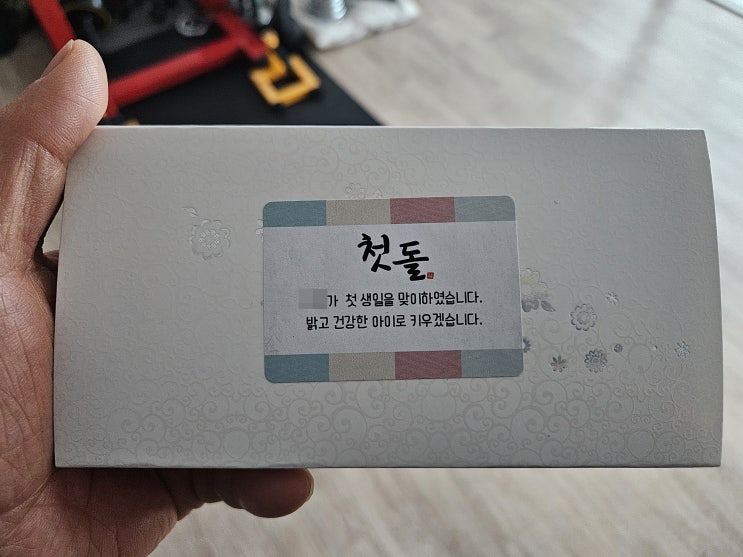 첫돌
가 첫 생일을 맞이하였습니다.
밝고 건강한 아이로 키우겠습니다.